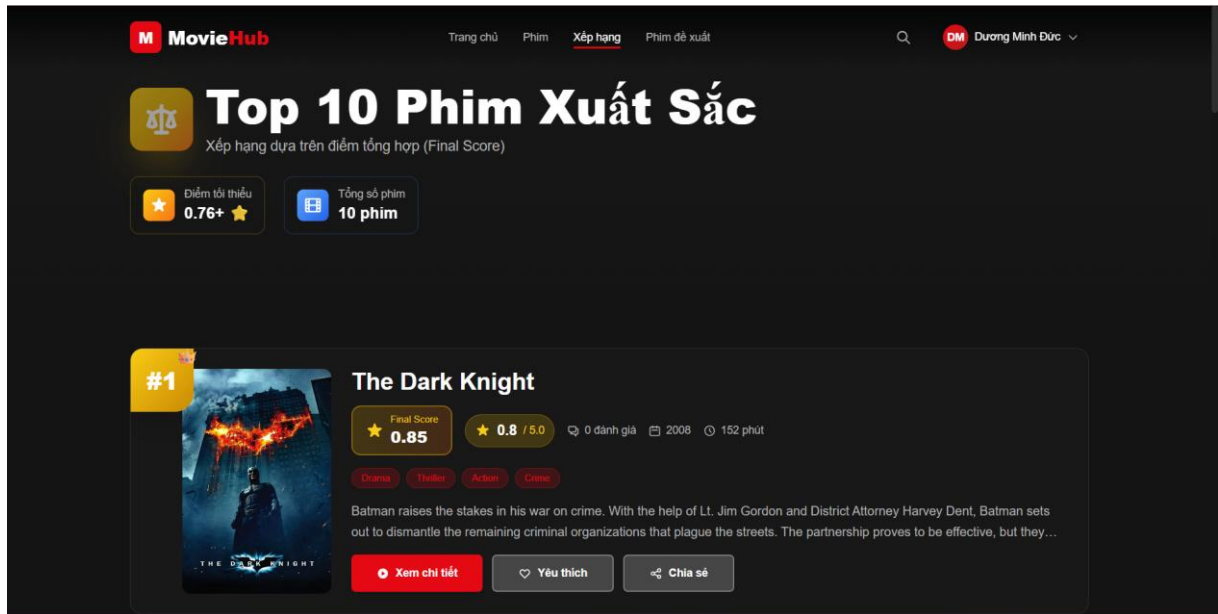 M MovieHub Trang chủ Phim Xếp hạng Phim đề xuất DM Dương Minh Đức
Top 10 Phim Xuất Sắc
Xếp hạng dựa trên điểm tổng hợp (Final Score)
Điểm tối thiểu
0.76+
Tổng số phim
10 phim
#1
The Dark Knight
Final Score
0.85
0.8 / 5.0
0 đánh giá
2008
152 phút
Drama Thriller Action Crime
Batman raises the stakes in his war on crime. With the help of Lt. Jim Gordon and District Attorney Harvey Dent, Batman sets
out to dismantle the remaining criminal organizations that plague the streets. The partnership proves to be effective, but they…
THE DARK KNIGHT
Xem chi tiết Yêu thích Chia sẻ